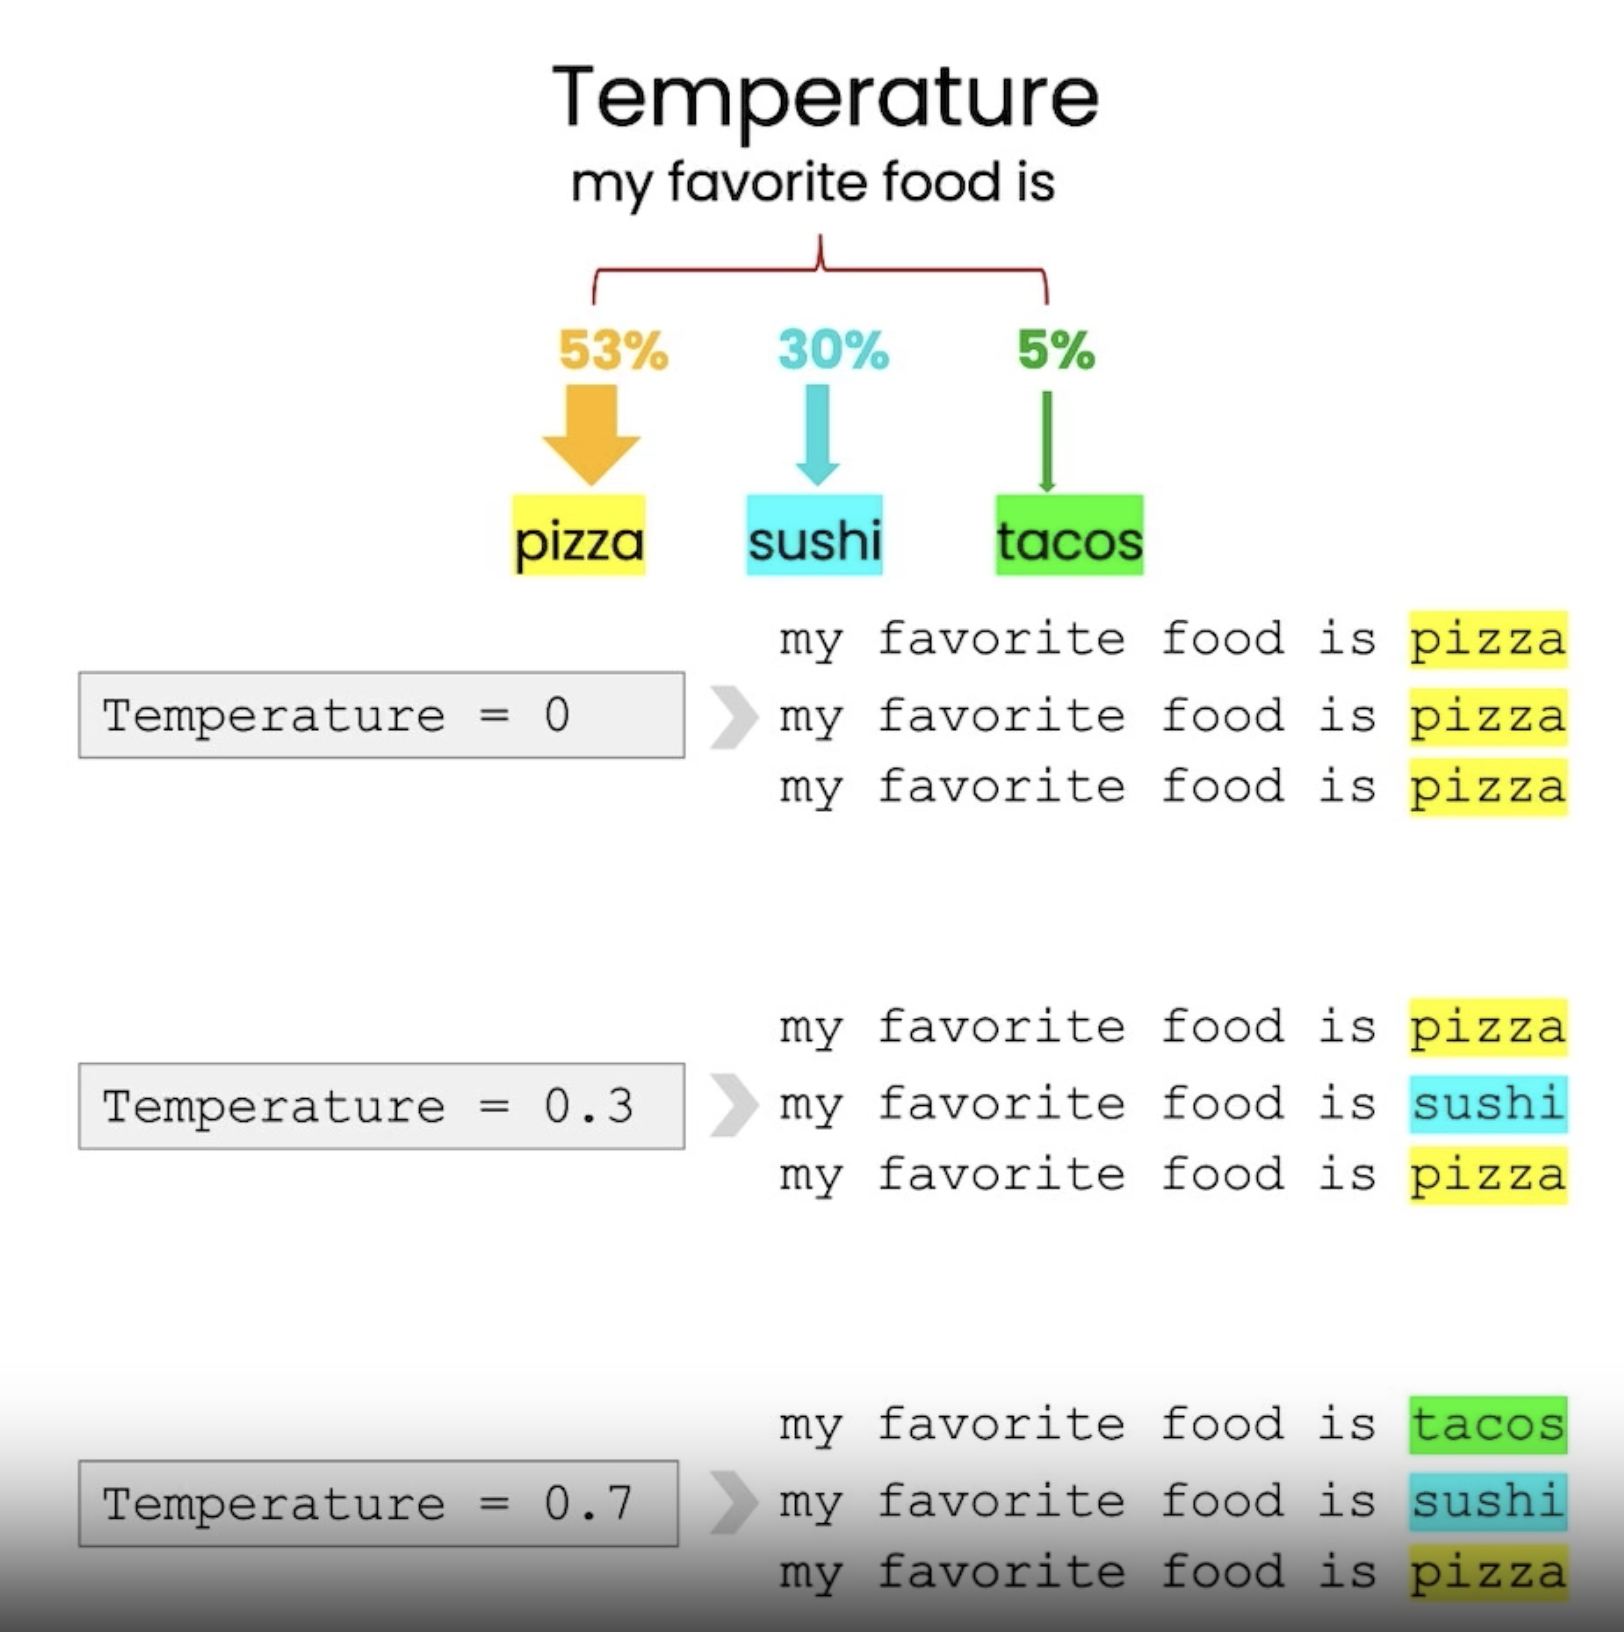 Temperature
my favorite food is
53% 30% 5%
pizza sushi tacos
my favorite food is pizza
Temperature = 0
my favorite food is pizza
my favorite food is pizza
my favorite food is pizza
Temperature = 0.3
my favorite food is sushi
my favorite food is pizza
my favorite food is tacos
Temperature = 0.7
my favorite food is sushi
my favorite food is pizza